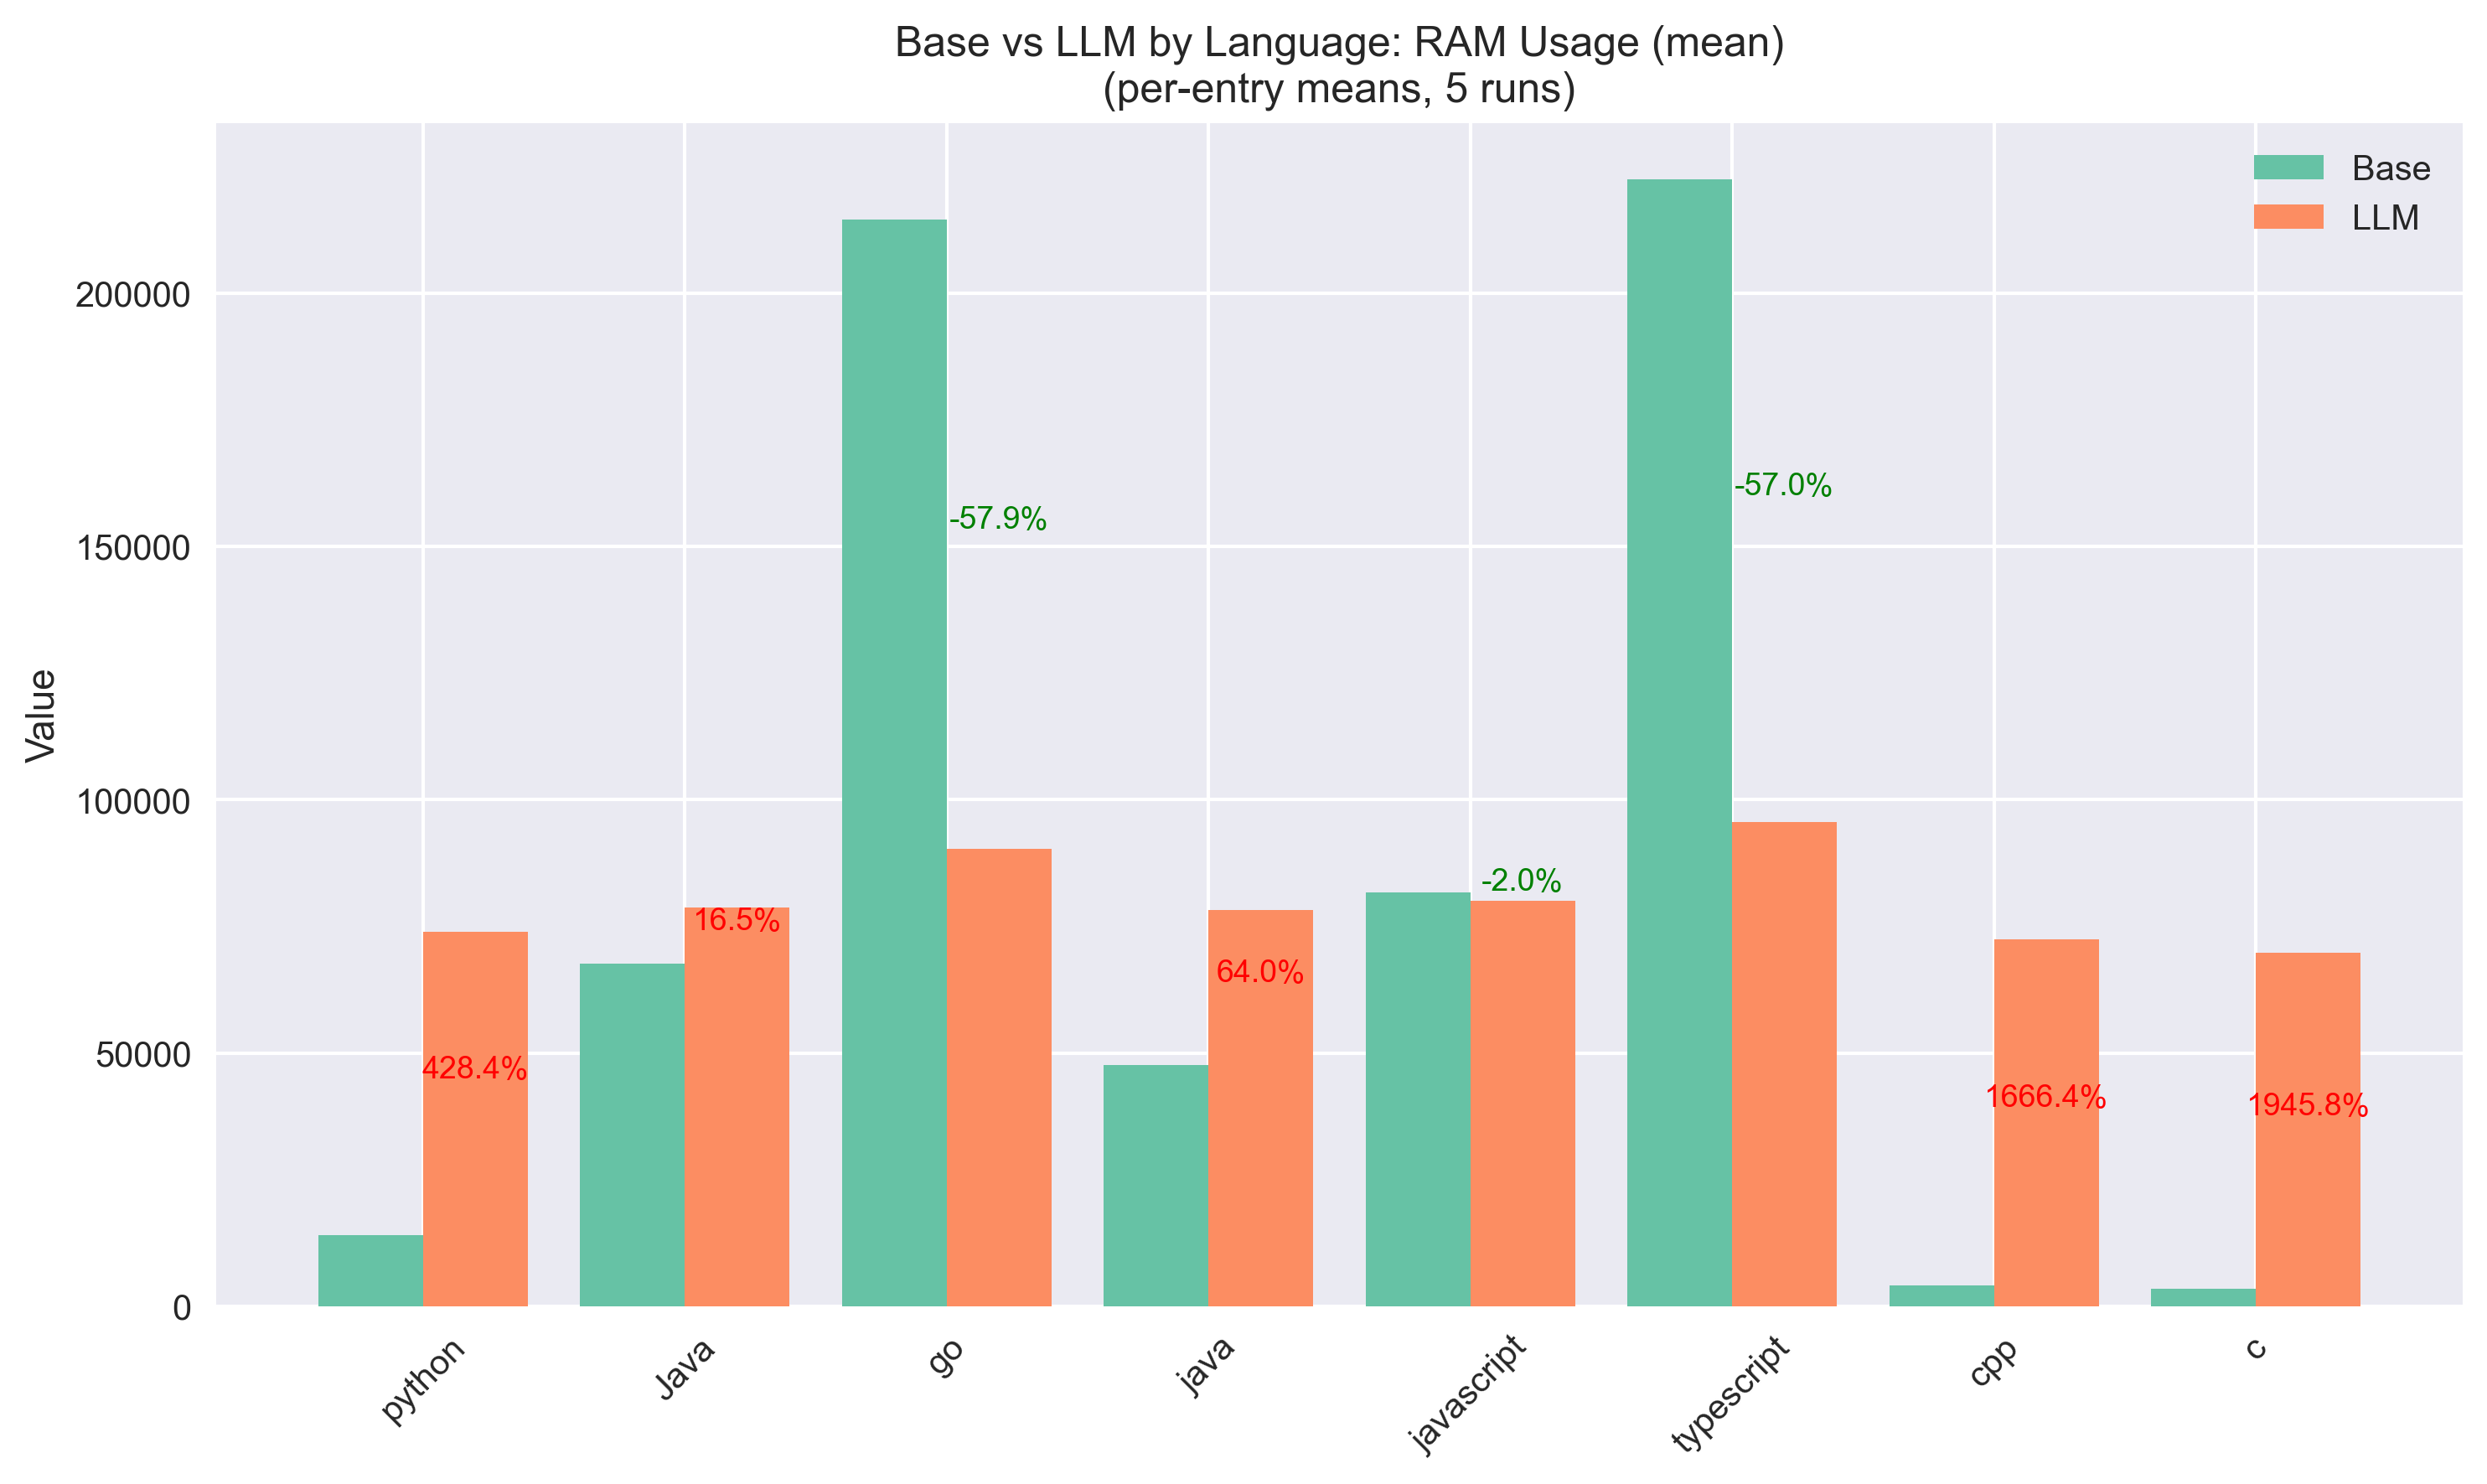 Base vs LLM by Language: RAM Usage (mean)
(per-entry means, 5 runs)
Base
LLM
Value
200000
150000
100000
50000
0
428.4%
16.5%
-57.9%
64.0%
-2.0%
-57.0%
1666.4%
1945.8%
python
Java
go
java
javascript
typescript
cpp
c